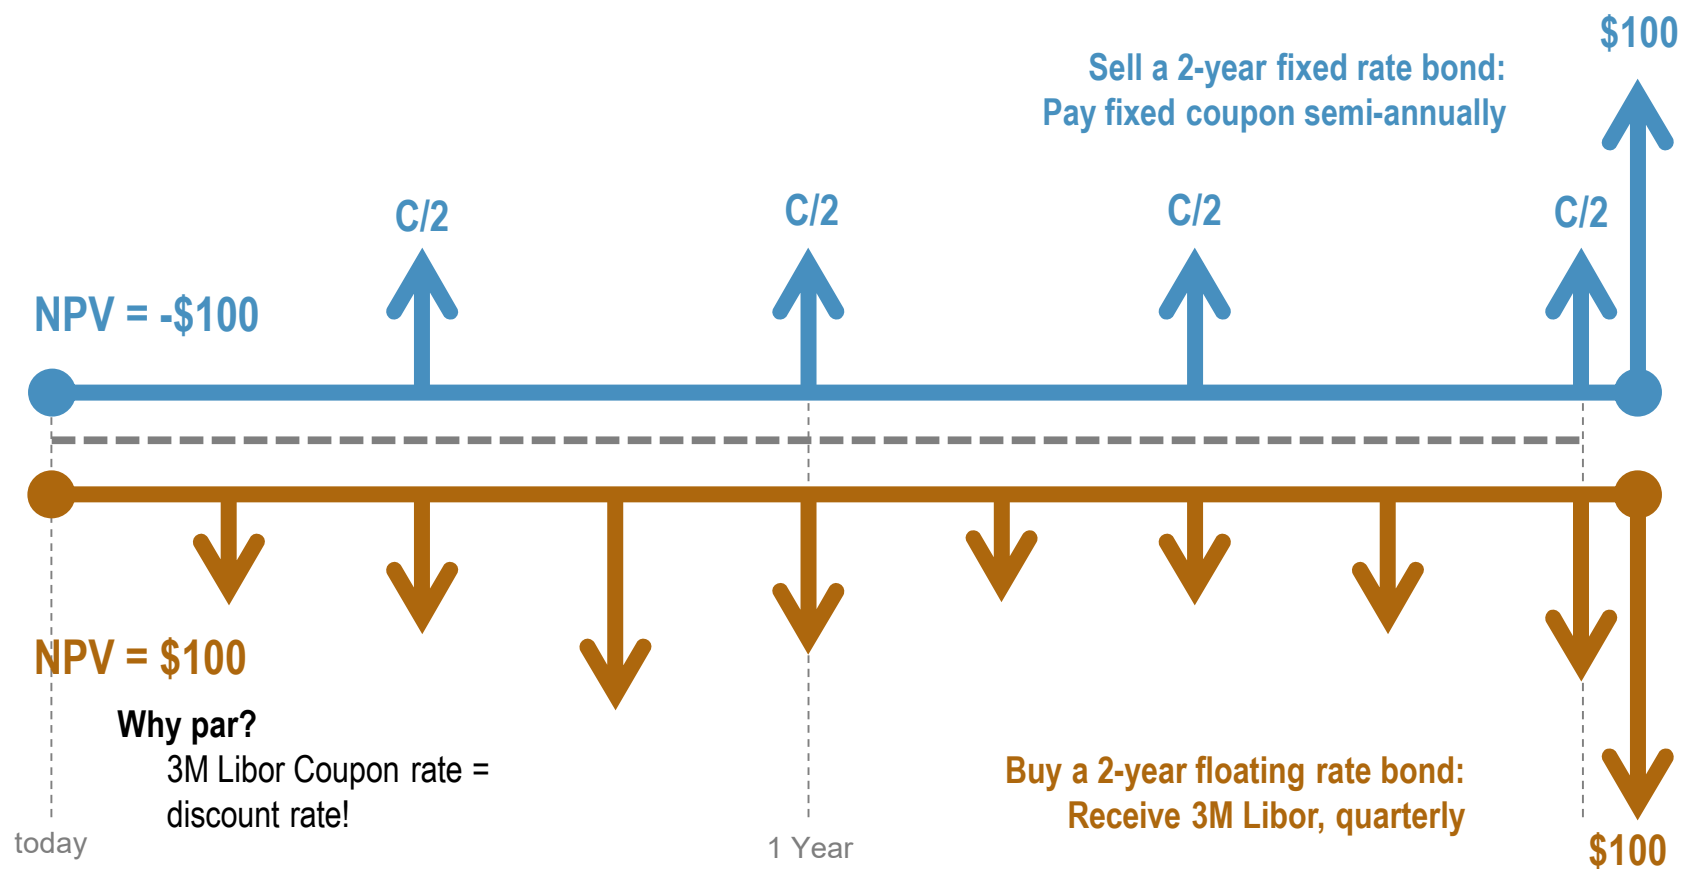 $100
Sell a 2-year fixed rate bond:
Pay fixed coupon semi-annually
C/2
C/2
C/2
C/2
NPV = -$100
NPV = $100
Why par?
3M Libor Coupon rate =
discount rate!
Buy a 2-year floating rate bond:
Receive 3M Libor, quarterly
today
1 Year
$100